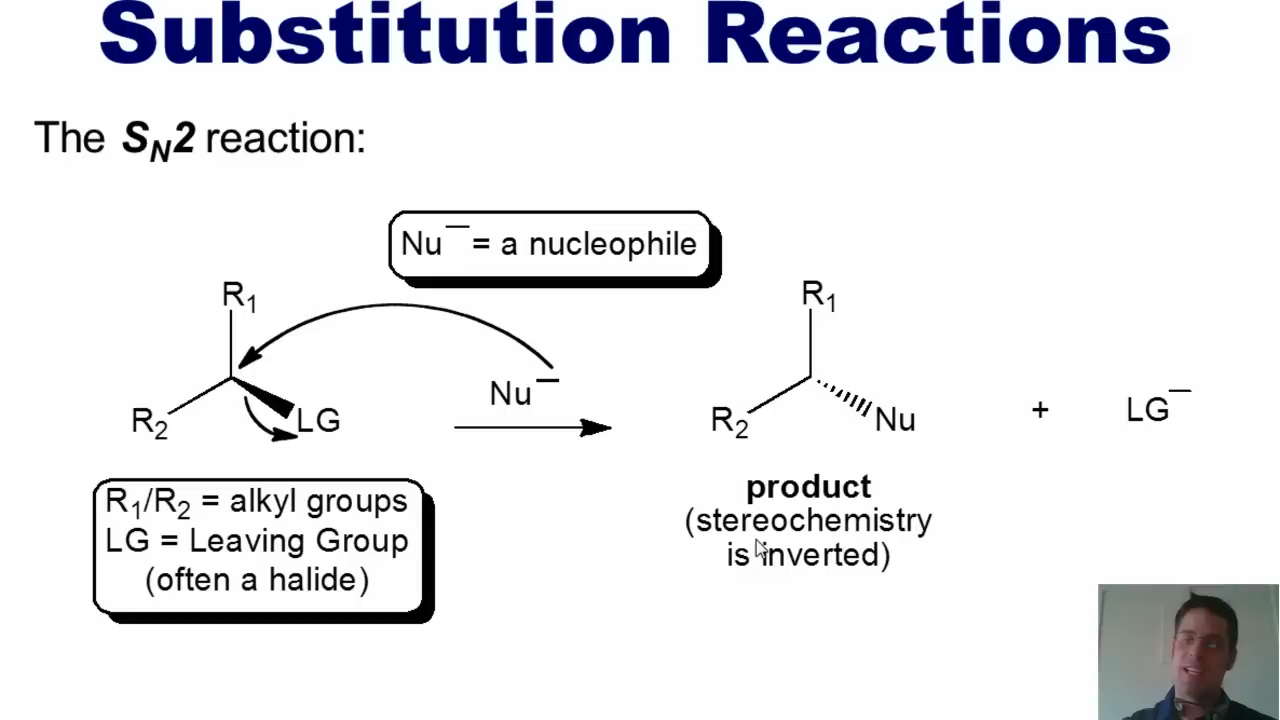 Substitution Reactions
The SN2 reaction:
Nu¯ = a nucleophile
R1
R2
LG
Nu¯
R1
R2
Nu
+
LG¯
R1/R2 = alkyl groups
LG = Leaving Group
(often a halide)
product
(stereochemistry
is inverted)